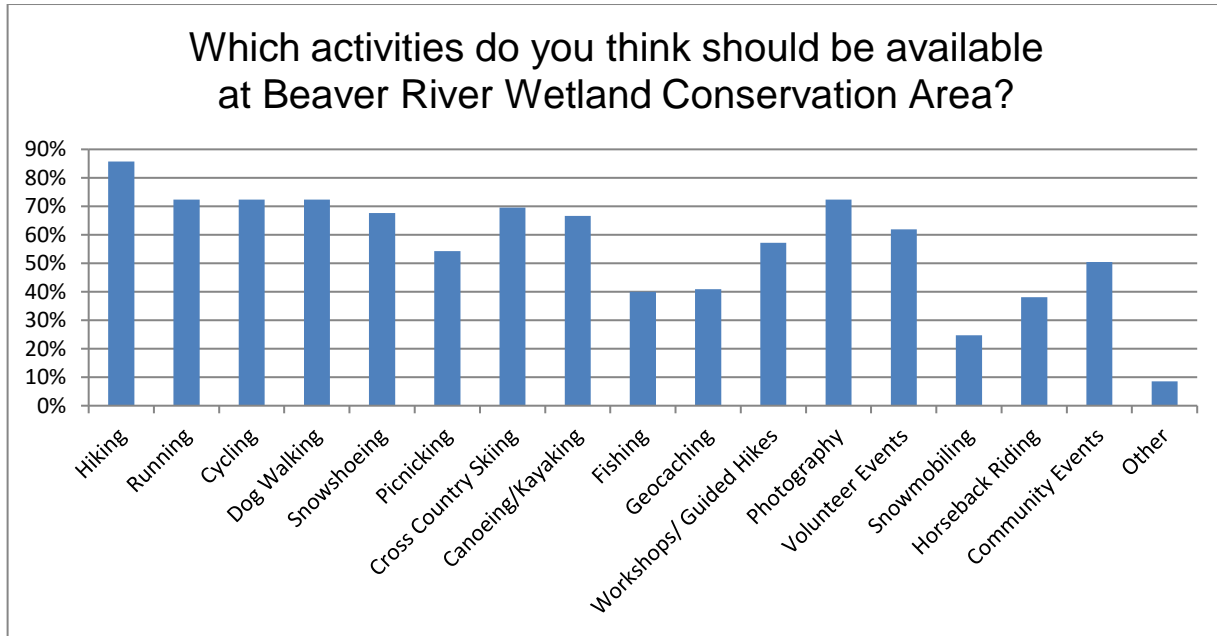 Which activities do you think should be available
at Beaver River Wetland Conservation Area?
90%
80%
70%
60%
50%
40%
30%
20%
10%
0%
Hiking
Running
Cycling
Dog Walking
Snowshoeing
Picnicking
Cross Country Skiing
Canoeing/Kayaking
Fishing
Geocaching
Workshops/ Guided Hikes
Photography
Volunteer Events
Snowmobiling
Horseback Riding
Community Events
Other